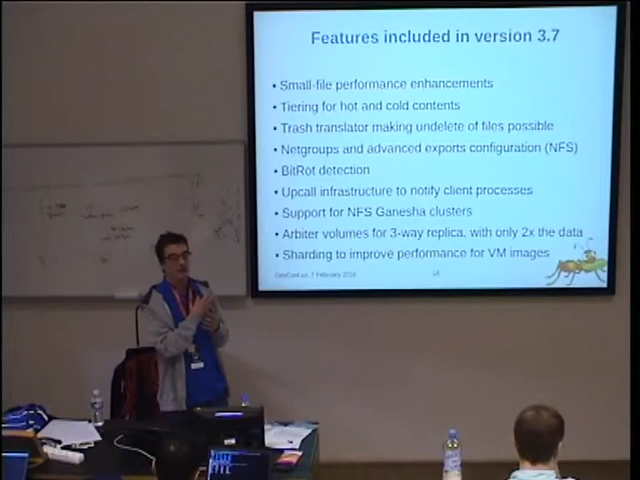 Features included in version 3.7
• Small-file performance enhancements
• Tiering for hot and cold contents
• Trash translator making undelete of files possible
• Netgroups and advanced exports configuration (NFS)
• BitRot detection
• Upcall infrastructure to notify client processes
• Support for NFS Ganesha clusters
• Arbiter volumes for 3-way replica, with only 2x the data
• Sharding to improve performance for VM images
7 February